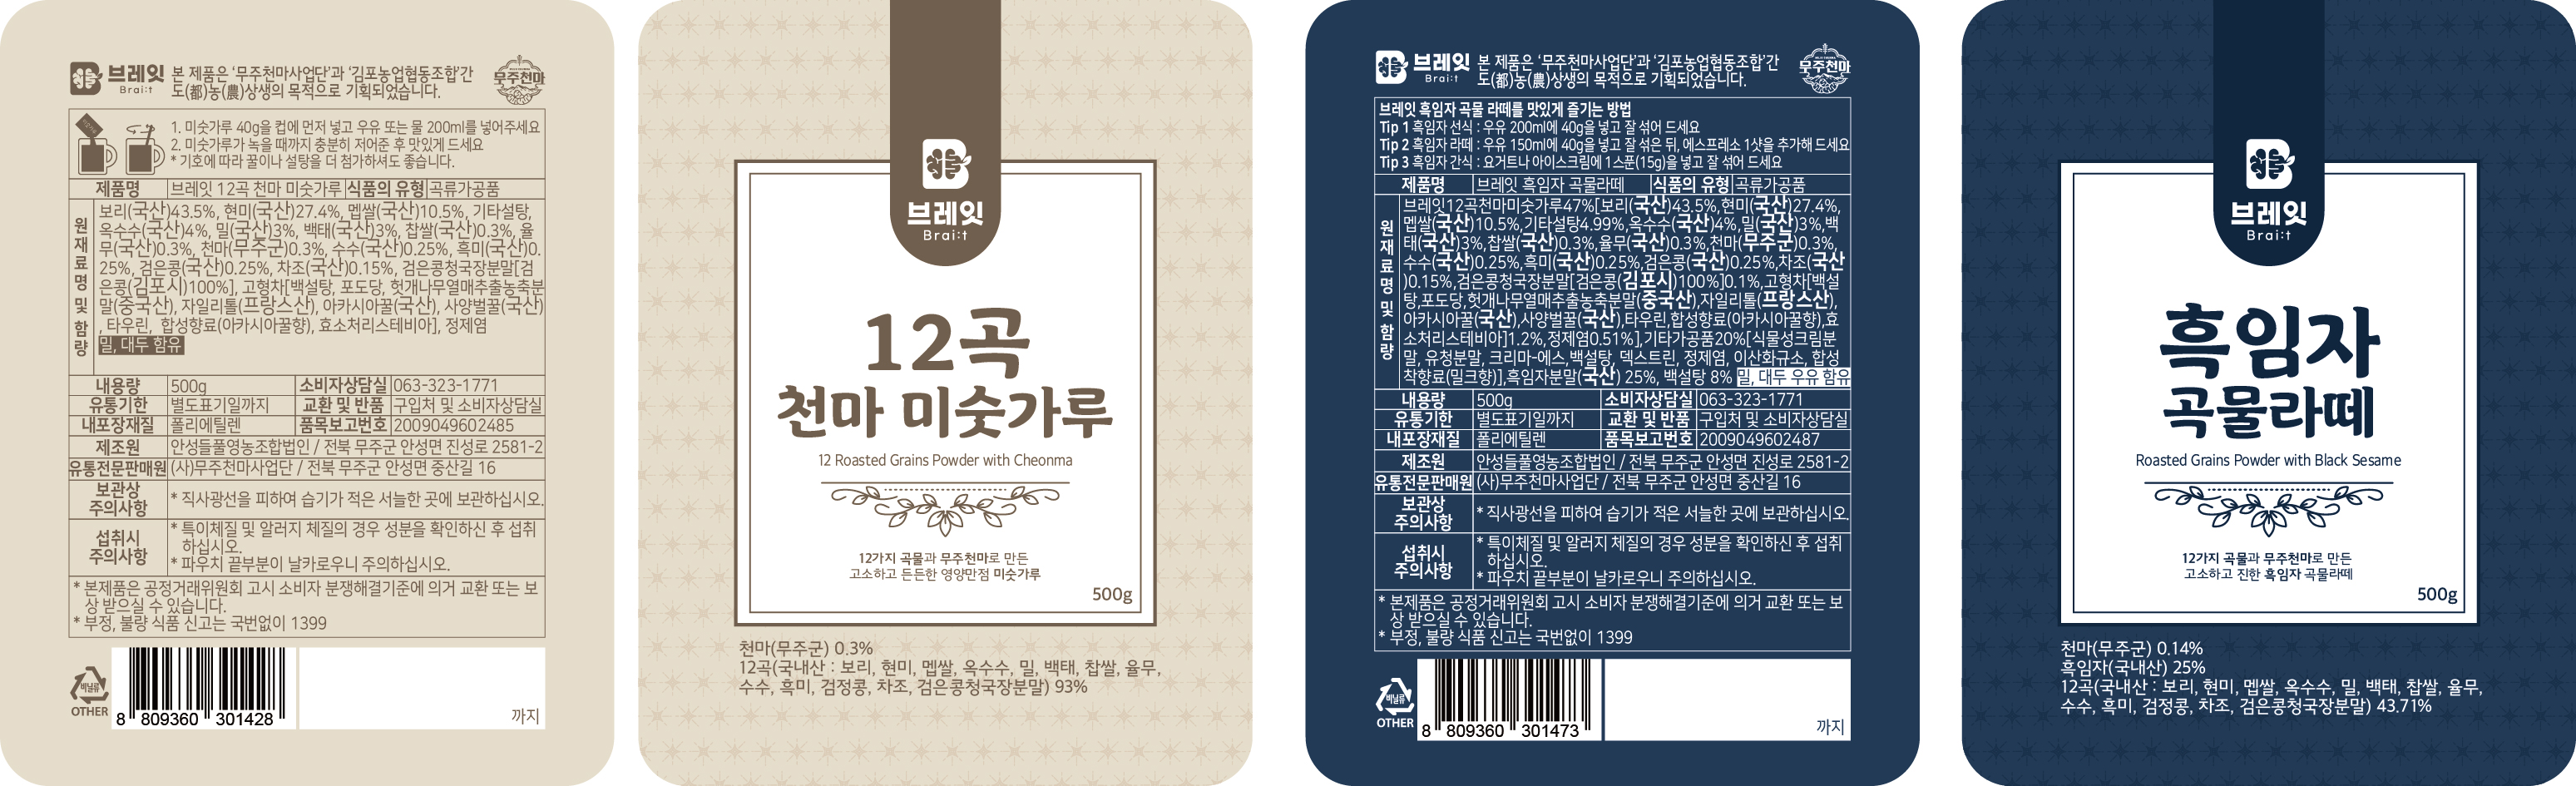 브레잇
Brai:t
본 제품은 '무주천마사업단'과 '김포농업협동조합'간
도(都)농(農)상생의 목적으로 기획되었습니다.
무주천마
1. 미숫가루 40g을 컵에 먼저 넣고 우유 또는 물 200ml를 넣어주세요
2. 미숫가루가 녹을 때까지 충분히 저어준 후 맛있게 드세요
* 기호에 따라 꿀이나 설탕을 더 첨가하셔도 좋습니다.
제품명 브레잇 12곡 천마 미숫가루 식품의 유형 곡류가공품
원재료명 및 함량
보리(국산)43.5%, 현미(국산)27.4%, 멥쌀(국산)10.5%, 기타설탕,
옥수수(국산)4%, 밀(국산)3%, 백태(국산)3%, 찹쌀(국산)0.3%, 율
무(국산)0.3%, 천마(무주군)0.3%, 수수(국산)0.25%, 흑미(국산)0.
25%, 검은콩(국산)0.25%, 차조(국산)0.15%, 검은콩청국장분말[검
은콩(김포시)100%], 고형차[백설탕, 포도당, 헛개나무열매추출농축분
말(중국산), 자일리톨(프랑스산), 아카시아꿀(국산), 사양벌꿀(국산)
, 타우린, 합성향료(아카시아꿀향), 효소처리스테비아], 정제염
밀, 대두 함유
내용량 500g 소비자상담실 063-323-1771
유통기한 별도표기일까지 교환 및 반품 구입처 및 소비자상담실
내포장재질 폴리에틸렌 품목보고번호 2009049602485
제조원 안성들풀영농조합법인 / 전북 무주군 안성면 진성로 2581-2
유통전문판매원 (사)무주천마사업단 / 전북 무주군 안성면 중산길 16
보관상
주의사항
* 직사광선을 피하여 습기가 적은 서늘한 곳에 보관하십시오.
섭취시
주의사항
* 특이체질 및 알러지 체질의 경우 성분을 확인하신 후 섭취
하십시오.
* 파우치 끝부분이 날카로우니 주의하십시오.
* 본제품은 공정거래위원회 고시 소비자 분쟁해결기준에 의거 교환 또는 보
상 받으실 수 있습니다.
* 부정, 불량 식품 신고는 국번없이 1399
비닐류
OTHER
8 809360 301428
까지
브레잇
Brai:t
12곡
천마 미숫가루
12 Roasted Grains Powder with Cheonma
12가지 곡물과 무주천마로 만든
고소하고 든든한 영양만점 미숫가루
500g
천마(무주군) 0.3%
12곡(국내산 : 보리, 현미, 멥쌀, 옥수수, 밀, 백태, 찹쌀, 율무,
수수, 흑미, 검정콩, 차조, 검은콩청국장분말) 93%
브레잇
Brai:t
본 제품은 '무주천마사업단'과 '김포농업협동조합'간
도(都)농(農)상생의 목적으로 기획되었습니다.
무주천마
브레잇 흑임자 곡물 라떼를 맛있게 즐기는 방법
Tip 1 흑임자 선식 : 우유 200ml에 40g을 넣고 잘 섞어 드세요
Tip 2 흑임자 라떼 : 우유 150ml에 40g을 넣고 잘 섞은 뒤, 에스프레소 1샷을 추가해 드세요
Tip 3 흑임자 간식 : 요거트나 아이스크림에 1스푼(15g)을 넣고 잘 섞어 드세요
제품명 브레잇 흑임자 곡물라떼 식품의 유형 곡류가공품
원재료명 및 함량
브레잇12곡천마미숫가루47%[보리(국산)43.5%,현미(국산)27.4%,
멥쌀(국산)10.5%,기타설탕4.99%,옥수수(국산)4%,밀(국산)3%,백
태(국산)3%,찹쌀(국산)0.3%,율무(국산)0.3%,천마(무주군)0.3%,
수수(국산)0.25%,흑미(국산)0.25%,검은콩(국산)0.25%,차조(국산
)0.15%,검은콩청국장분말[검은콩(김포시)100%]0.1%,고형차[백설
탕,포도당,헛개나무열매추출농축분말(중국산),자일리톨(프랑스산),
아카시아꿀(국산),사양벌꿀(국산),타우린,합성향료(아카시아꿀향),효
소처리스테비아]1.2%,정제염0.51%],기타가공품20%[식물성크림분
말, 유청분말, 크리마-에스, 백설탕, 덱스트린, 정제염, 이산화규소, 합성
착향료(밀크향)],흑임자분말(국산) 25%, 백설탕 8% 밀, 대두 우유 함유
내용량 500g 소비자상담실 063-323-1771
유통기한 별도표기일까지 교환 및 반품 구입처 및 소비자상담실
내포장재질 폴리에틸렌 품목보고번호 2009049602487
제조원 안성들풀영농조합법인 / 전북 무주군 안성면 진성로 2581-2
유통전문판매원 (사)무주천마사업단 / 전북 무주군 안성면 중산길 16
보관상
주의사항
* 직사광선을 피하여 습기가 적은 서늘한 곳에 보관하십시오.
섭취시
주의사항
* 특이체질 및 알러지 체질의 경우 성분을 확인하신 후 섭취
하십시오.
* 파우치 끝부분이 날카로우니 주의하십시오.
* 본제품은 공정거래위원회 고시 소비자 분쟁해결기준에 의거 교환 또는 보
상 받으실 수 있습니다.
* 부정, 불량 식품 신고는 국번없이 1399
비닐류
OTHER
8 809360 301473
까지
브레잇
Brai:t
흑임자
곡물라떼
Roasted Grains Powder with Black Sesame
12가지 곡물과 무주천마로 만든
고소하고 진한 흑임자 곡물라떼
500g
천마(무주군) 0.14%
흑임자(국내산) 25%
12곡(국내산 : 보리, 현미, 멥쌀, 옥수수, 밀, 백태, 찹쌀, 율무,
수수, 흑미, 검정콩, 차조, 검은콩청국장분말) 43.71%